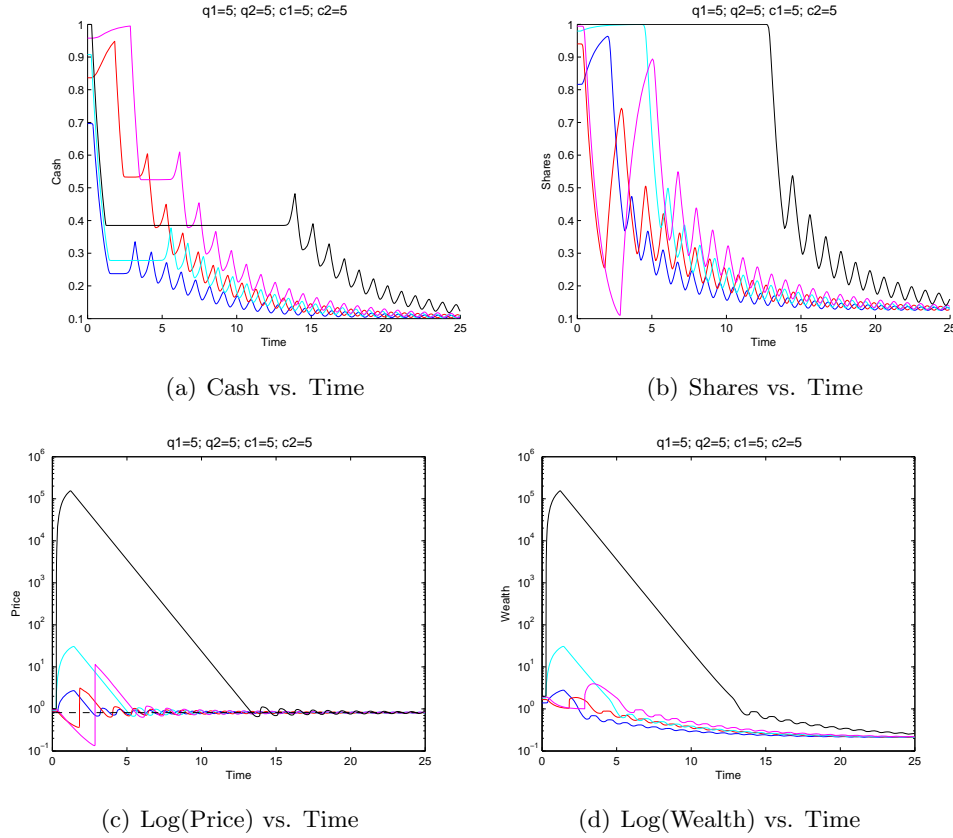 q1=5; q2=5; c1=5; c2=5
1
0.9
0.8
0.7
0.6
0.5
0.4
0.3
0.2
0.1
Cash
0 5 10 15 20 25
Time
(a) Cash vs. Time
q1=5; q2=5; c1=5; c2=5
1
0.9
0.8
0.7
0.6
0.5
0.4
0.3
0.2
0.1
Shares
0 5 10 15 20 25
Time
(b) Shares vs. Time
q1=5; q2=5; c1=5; c2=5
10^6
10^5
10^4
10^3
10^2
10^1
10^0
10^−1
Price
0 5 10 15 20 25
Time
(c) Log(Price) vs. Time
q1=5; q2=5; c1=5; c2=5
10^6
10^5
10^4
10^3
10^2
10^1
10^0
10^−1
Wealth
0 5 10 15 20 25
Time
(d) Log(Wealth) vs. Time